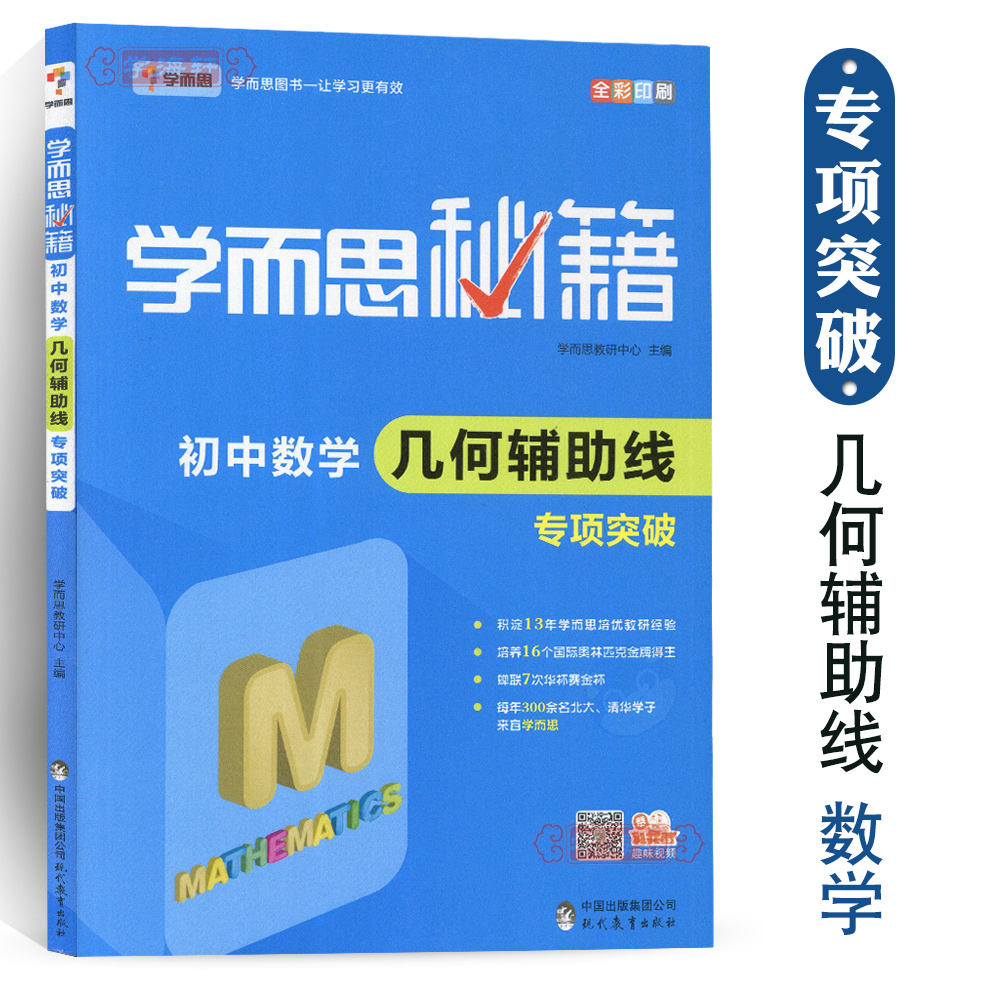 学而思
学而思图书—让学习更有效
全彩印刷
学而思秘籍
学而思教研中心 主编
初中数学 几何辅助线
专项突破
积淀13年学而思培优教研经验
培养16个国际奥林匹克金牌得主
蝉联7次华杯赛金杯
每年300余名北大、清华学子
来自学而思
M
MATHEMATICS
趣味视频
中国出版集团公司
现代教育出版社
学而思
学而思秘籍
初中数学
几何辅助线
专项突破
学而思教研中心 主编
中国出版集团公司
现代教育出版社
专项突破
几何辅助线
数学